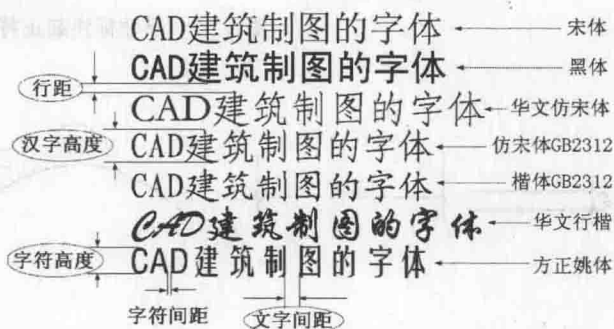 CAD建筑制图的字体 宋体
CAD建筑制图的字体 黑体
行距
CAD建筑制图的字体 华文仿宋体
汉字高度 CAD建筑制图的字体 仿宋体GB2312
CAD建筑制图的字体 楷体GB2312
CAD建筑制图的字体 华文行楷
字符高度 CAD建筑制图的字体 方正姚体
字符间距 文字间距